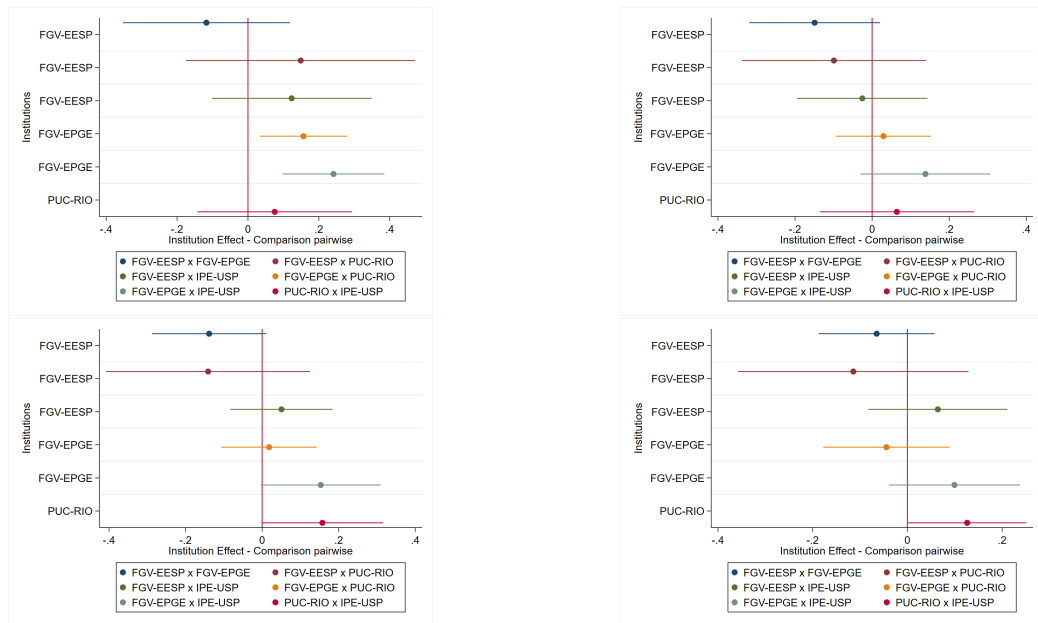 FGV-EESP
FGV-EESP
FGV-EESP
FGV-EPGE
FGV-EPGE
PUC-RIO
Institutions
-.4 -.2 0 .2 .4
Institution Effect - Comparison pairwise
FGV-EESP x FGV-EPGE FGV-EESP x PUC-RIO
FGV-EESP x IPE-USP FGV-EPGE x PUC-RIO
FGV-EPGE x IPE-USP PUC-RIO x IPE-USP
FGV-EESP
FGV-EESP
FGV-EESP
FGV-EPGE
FGV-EPGE
PUC-RIO
Institutions
-.4 -.2 0 .2 .4
Institution Effect - Comparison pairwise
FGV-EESP x FGV-EPGE FGV-EESP x PUC-RIO
FGV-EESP x IPE-USP FGV-EPGE x PUC-RIO
FGV-EPGE x IPE-USP PUC-RIO x IPE-USP
FGV-EESP
FGV-EESP
FGV-EESP
FGV-EPGE
FGV-EPGE
PUC-RIO
Institutions
-.4 -.2 0 .2 .4
Institution Effect - Comparison pairwise
FGV-EESP x FGV-EPGE FGV-EESP x PUC-RIO
FGV-EESP x IPE-USP FGV-EPGE x PUC-RIO
FGV-EPGE x IPE-USP PUC-RIO x IPE-USP
FGV-EESP
FGV-EESP
FGV-EESP
FGV-EPGE
FGV-EPGE
PUC-RIO
Institutions
-.4 -.2 0 .2
Institution Effect - Comparison pairwise
FGV-EESP x FGV-EPGE FGV-EESP x PUC-RIO
FGV-EESP x IPE-USP FGV-EPGE x PUC-RIO
FGV-EPGE x IPE-USP PUC-RIO x IPE-USP